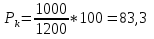 P_k = 1000/1200 * 100 = 83,3